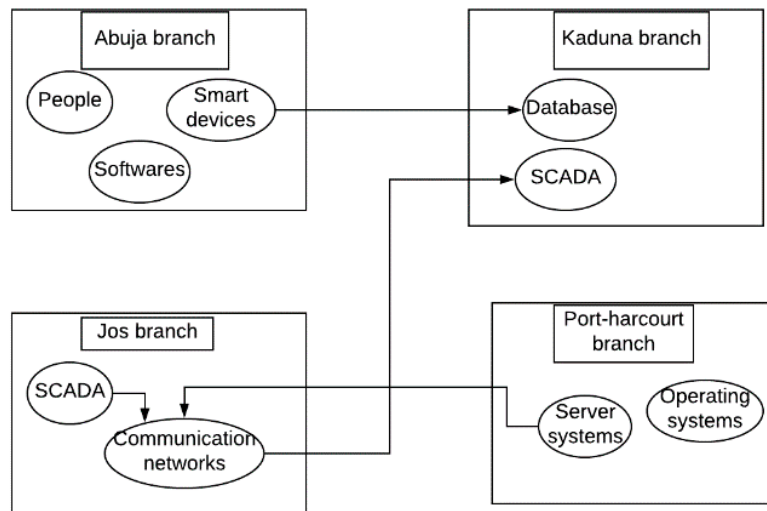 Abuja branch
People
Smart
devices
Softwares
Kaduna branch
Database
SCADA
Jos branch
SCADA
Communication
networks
Port-harcourt
branch
Server
systems
Operating
systems